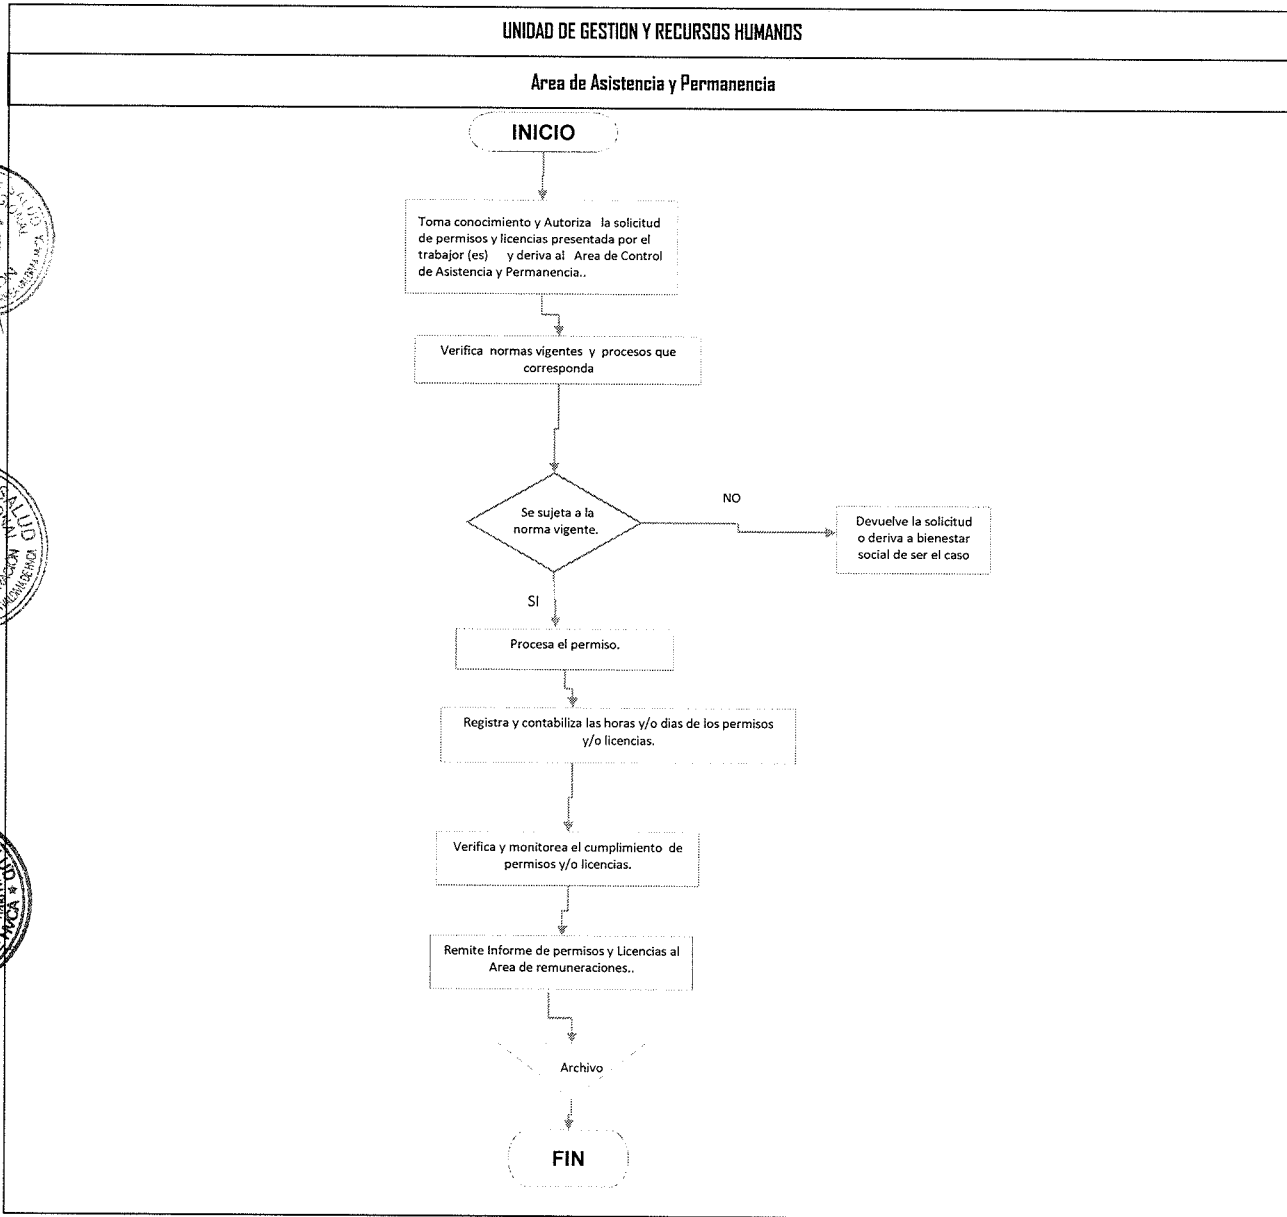 UNIDAD DE GESTION Y RECURSOS HUMANOS
Area de Asistencia y Permanencia
INICIO
Toma conocimiento y Autoriza la solicitud
de permisos y licencias presentada por el
trabajor (es) y deriva al Area de Control
de Asistencia y Permanencia..
Verifica normas vigentes y procesos que
corresponda
Se sujeta a la
norma vigente.
NO
Devuelve la solicitud
o deriva a bienestar
social de ser el caso
SI
Procesa el permiso.
Registra y contabiliza las horas y/o dias de los permisos
y/o licencias.
Verifica y monitorea el cumplimiento de
permisos y/o licencias.
Remite Informe de permisos y Licencias al
Area de remuneraciones..
Archivo
FIN
SALUD
SALUD
HVCA